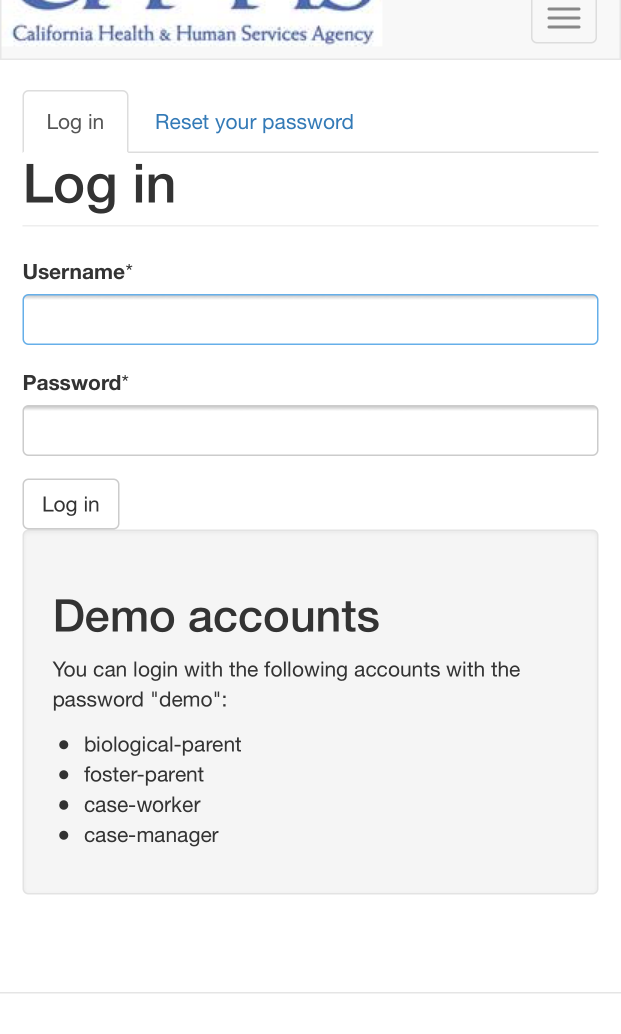 California Health & Human Services Agency
Log in
Reset your password
Log in
Username*
Password*
Log in
Demo accounts
You can login with the following accounts with the
password "demo":
biological-parent
foster-parent
case-worker
case-manager